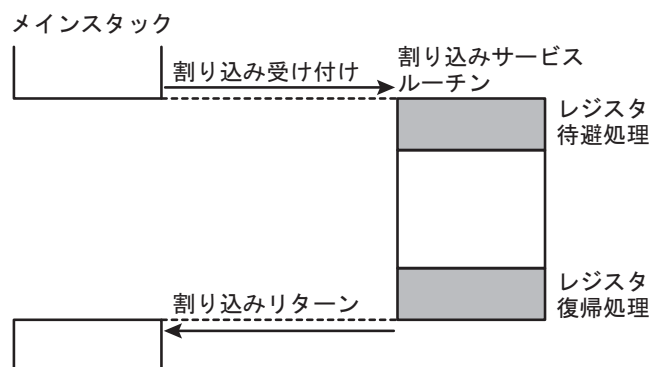 メインスタック
割り込み受け付け
割り込みサービス
ルーチン
レジスタ
待避処理
レジスタ
復帰処理
割り込みリターン